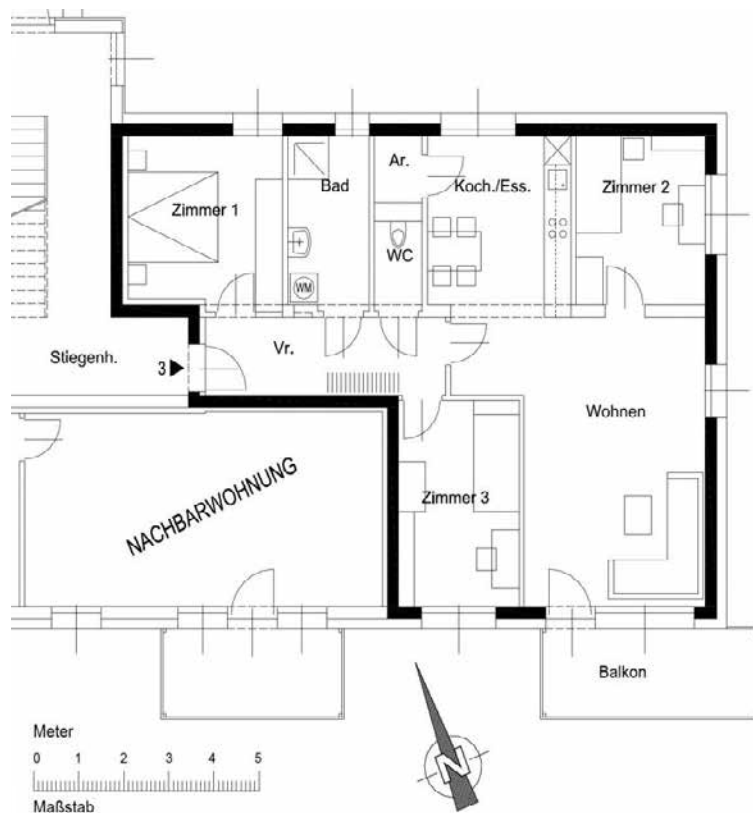 Zimmer 1
Bad
Ar.
Koch./Ess.
Zimmer 2
WC
WM
Stiegenh.
3
Vr.
Wohnen
NACHBARWOHNUNG
Zimmer 3
Balkon
Meter
0 1 2 3 4 5
Maßstab
N